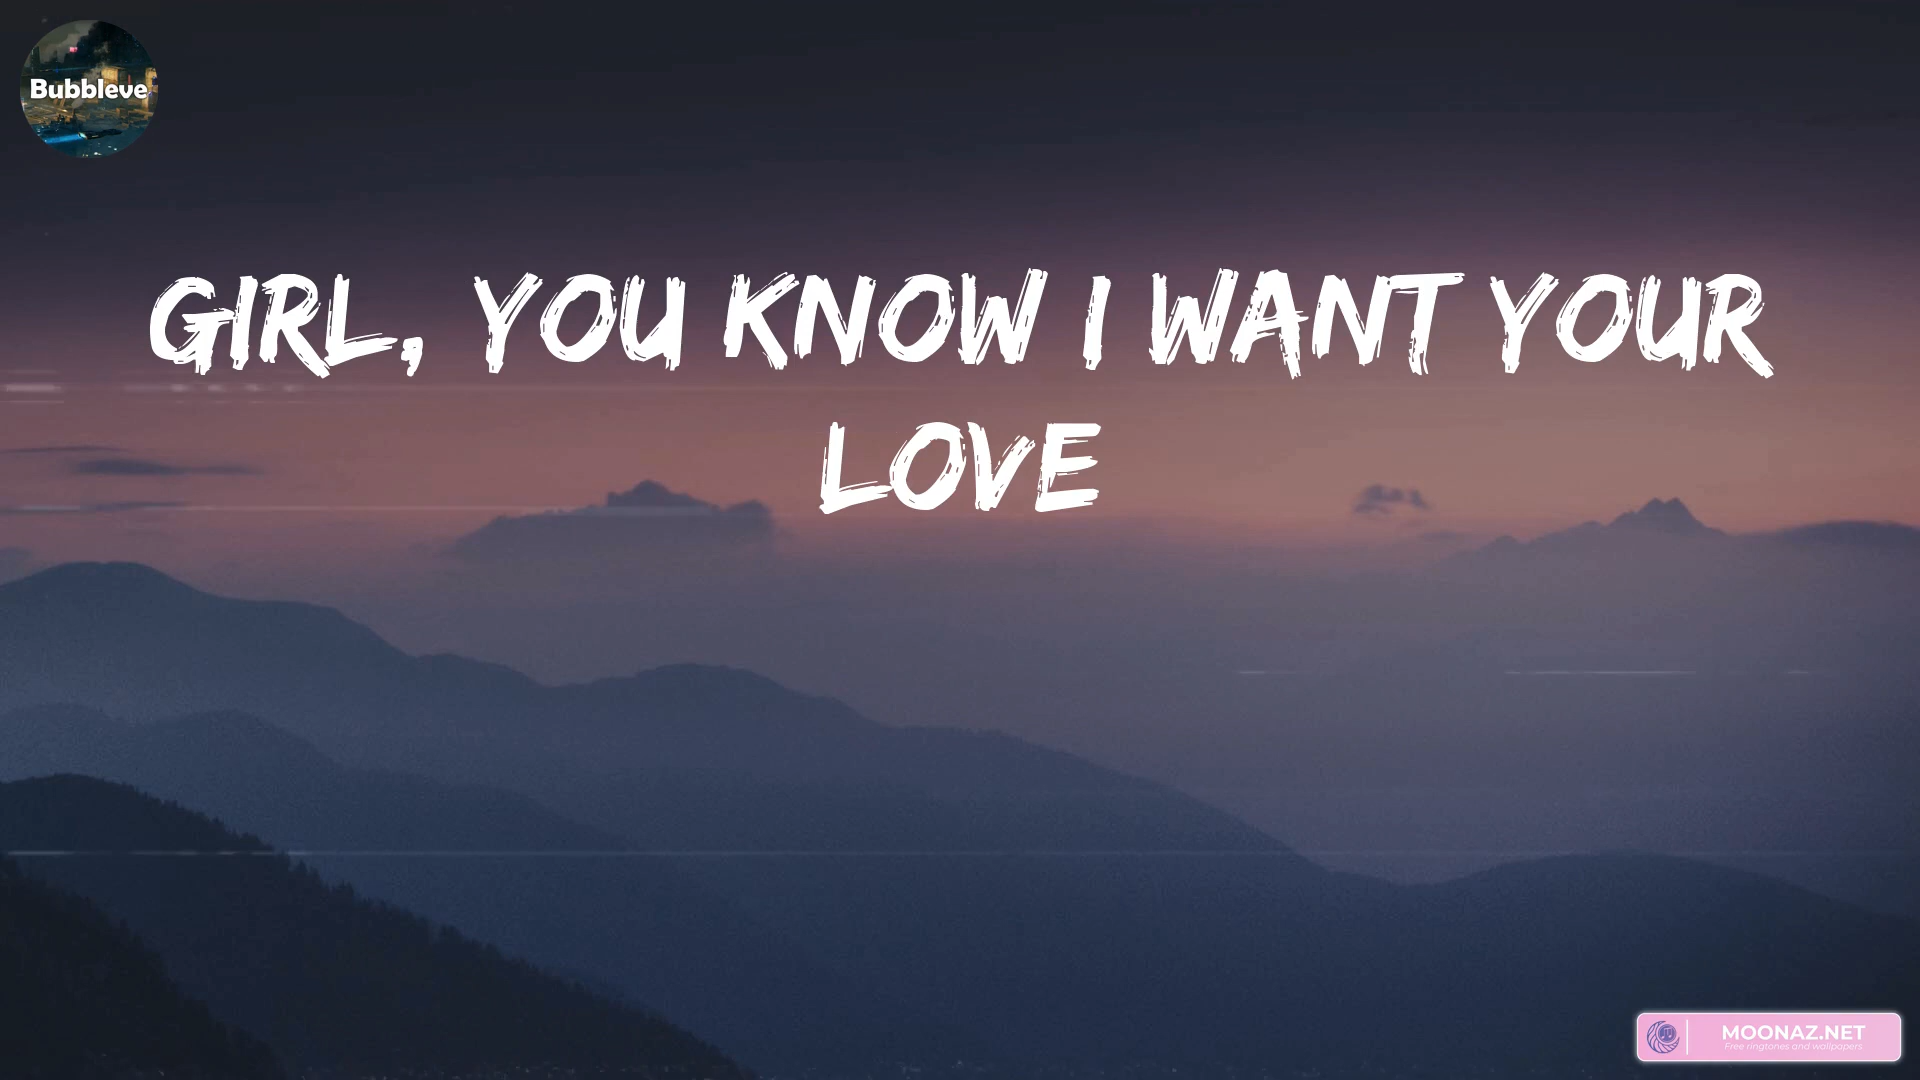 Bubbleve
GIRL, YOU KNOW I WANT YOUR
LOVE
MOONAZ.NET
Free ringtones and wallpapers